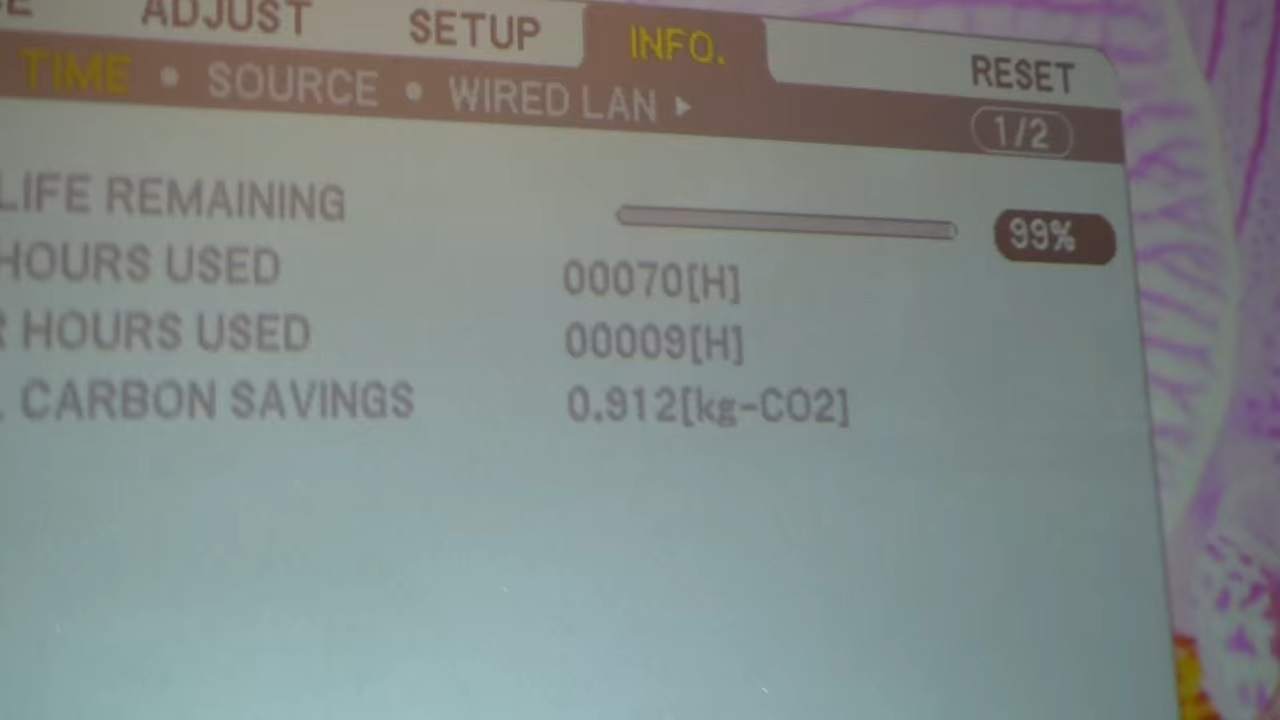 ADJUST SETUP INFO. RESET
TIME • SOURCE • WIRED LAN ▶ 1/2
LIFE REMAINING 99%
HOURS USED 00070[H]
HOURS USED 00009[H]
CARBON SAVINGS 0.912[kg-CO2]